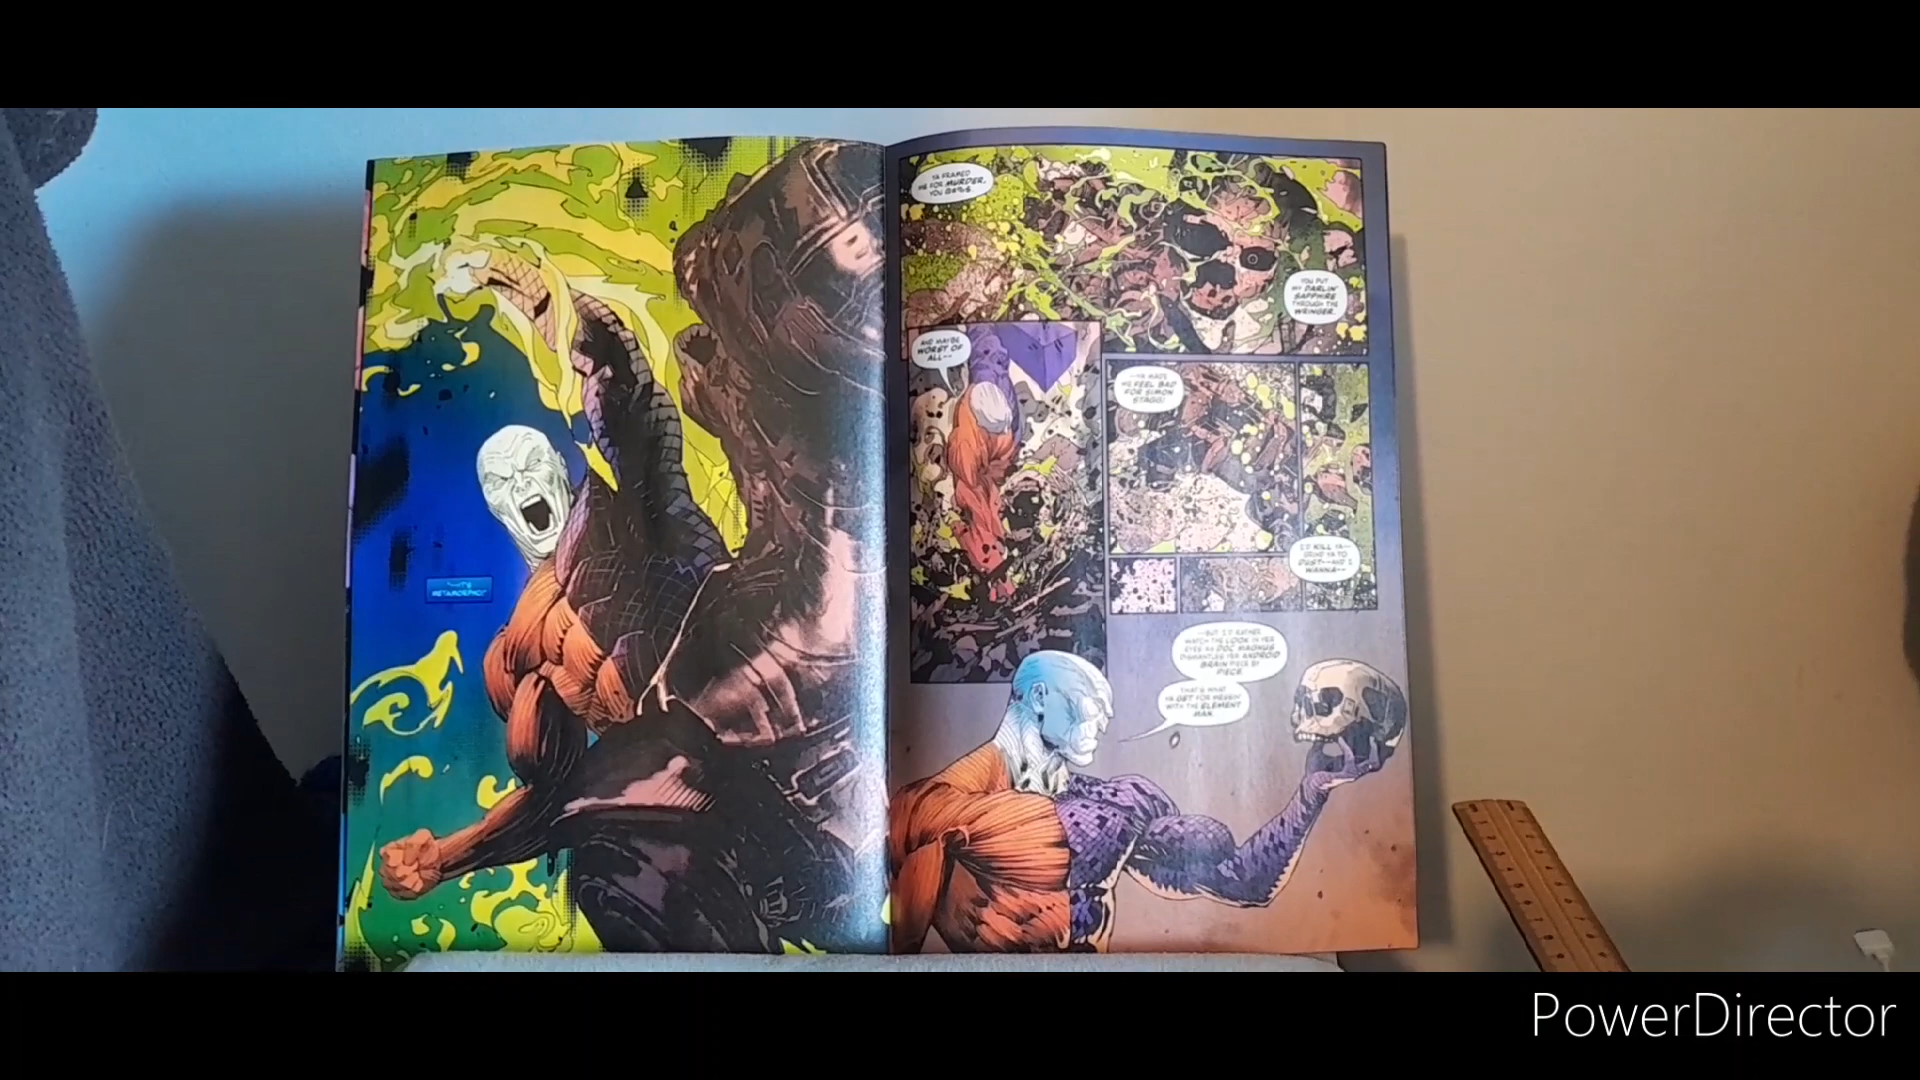 "—IT'S
METAMORPHO!"
YA FRAMED
ME FOR MURDER,
YOU
YOU PUT
MY DARLIN'
SAPPHIRE
THROUGH THE
WRINGER.
AND MAYBE
WORST OF
ALL—
—YA MADE
ME FEEL BAD
FOR SIMON
STAGG!
I'D KILL YA—
GRIND YA TO
DUST—AND I
WANNA—
—BUT I'D RATHER
WATCH THE LOOK IN YER
EYES AS DOC MAGNUS
DISMANTLES YER ANDROID
BRAIN PIECE BY
PIECE.
THAT'S WHAT
YA GET FOR MESSIN'
WITH THE ELEMENT
MAN.
PowerDirector